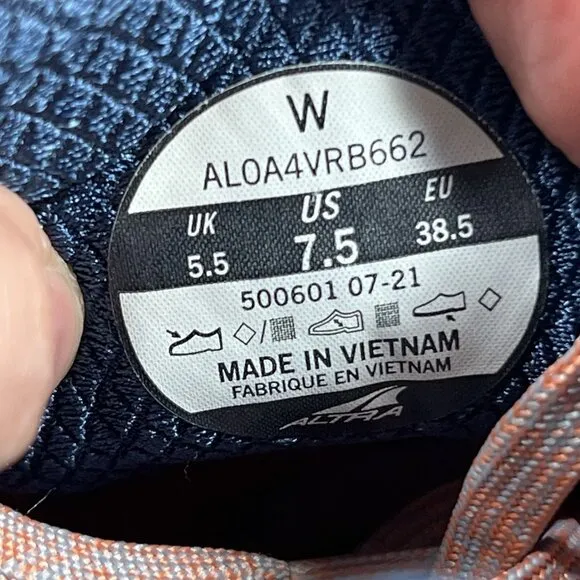 W
AL0A4VRB662
UK US EU
5.5 7.5 38.5
500601 07-21
MADE IN VIETNAM
FABRIQUE EN VIETNAM
ALTRA